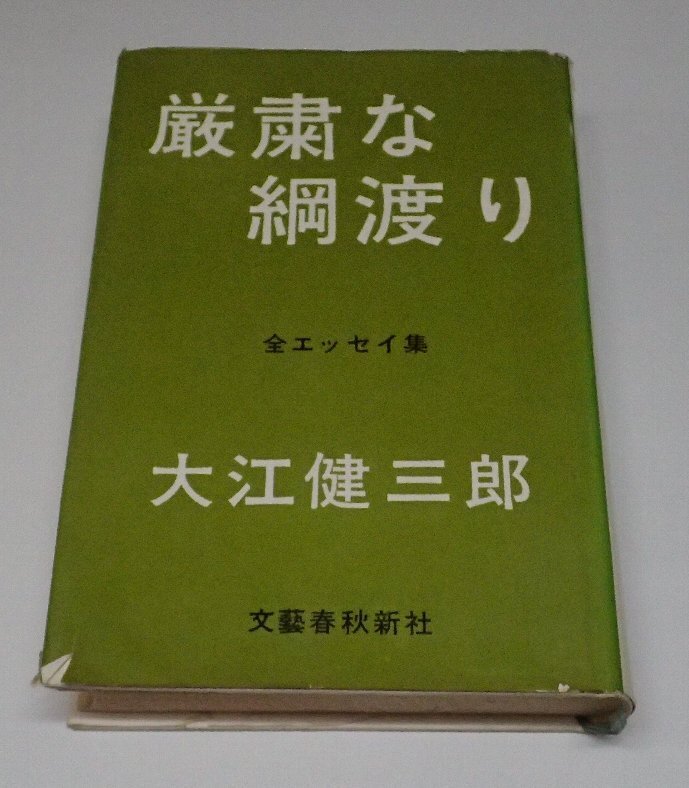 厳粛な
綱渡り
全エッセイ集
大江健三郎
文藝春秋新社